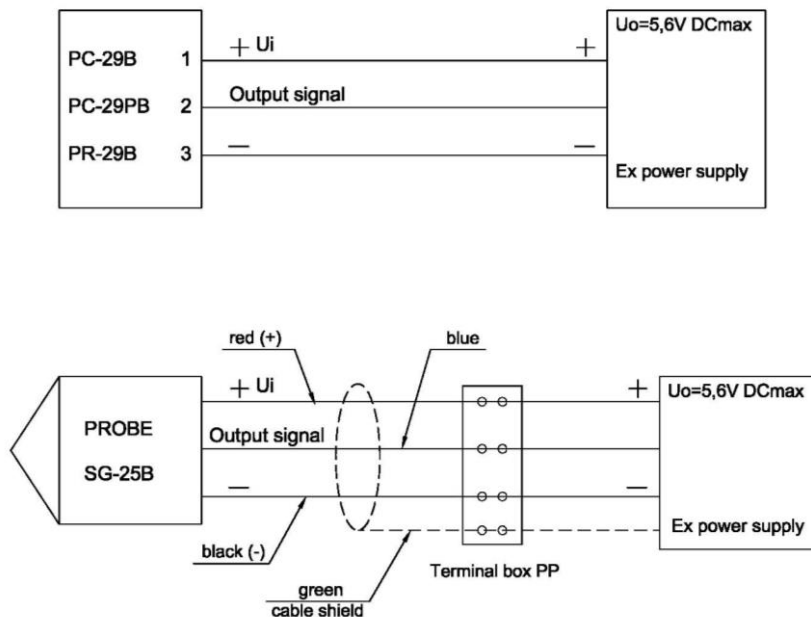 PC-29B 1
PC-29PB 2
PR-29B 3
+ Ui
Output signal
—
+
—
Uo=5,6V DCmax
Ex power supply
red (+)
blue
PROBE
SG-25B
+ Ui
Output signal
—
black (-)
green
cable shield
Terminal box PP
+
—
Uo=5,6V DCmax
Ex power supply